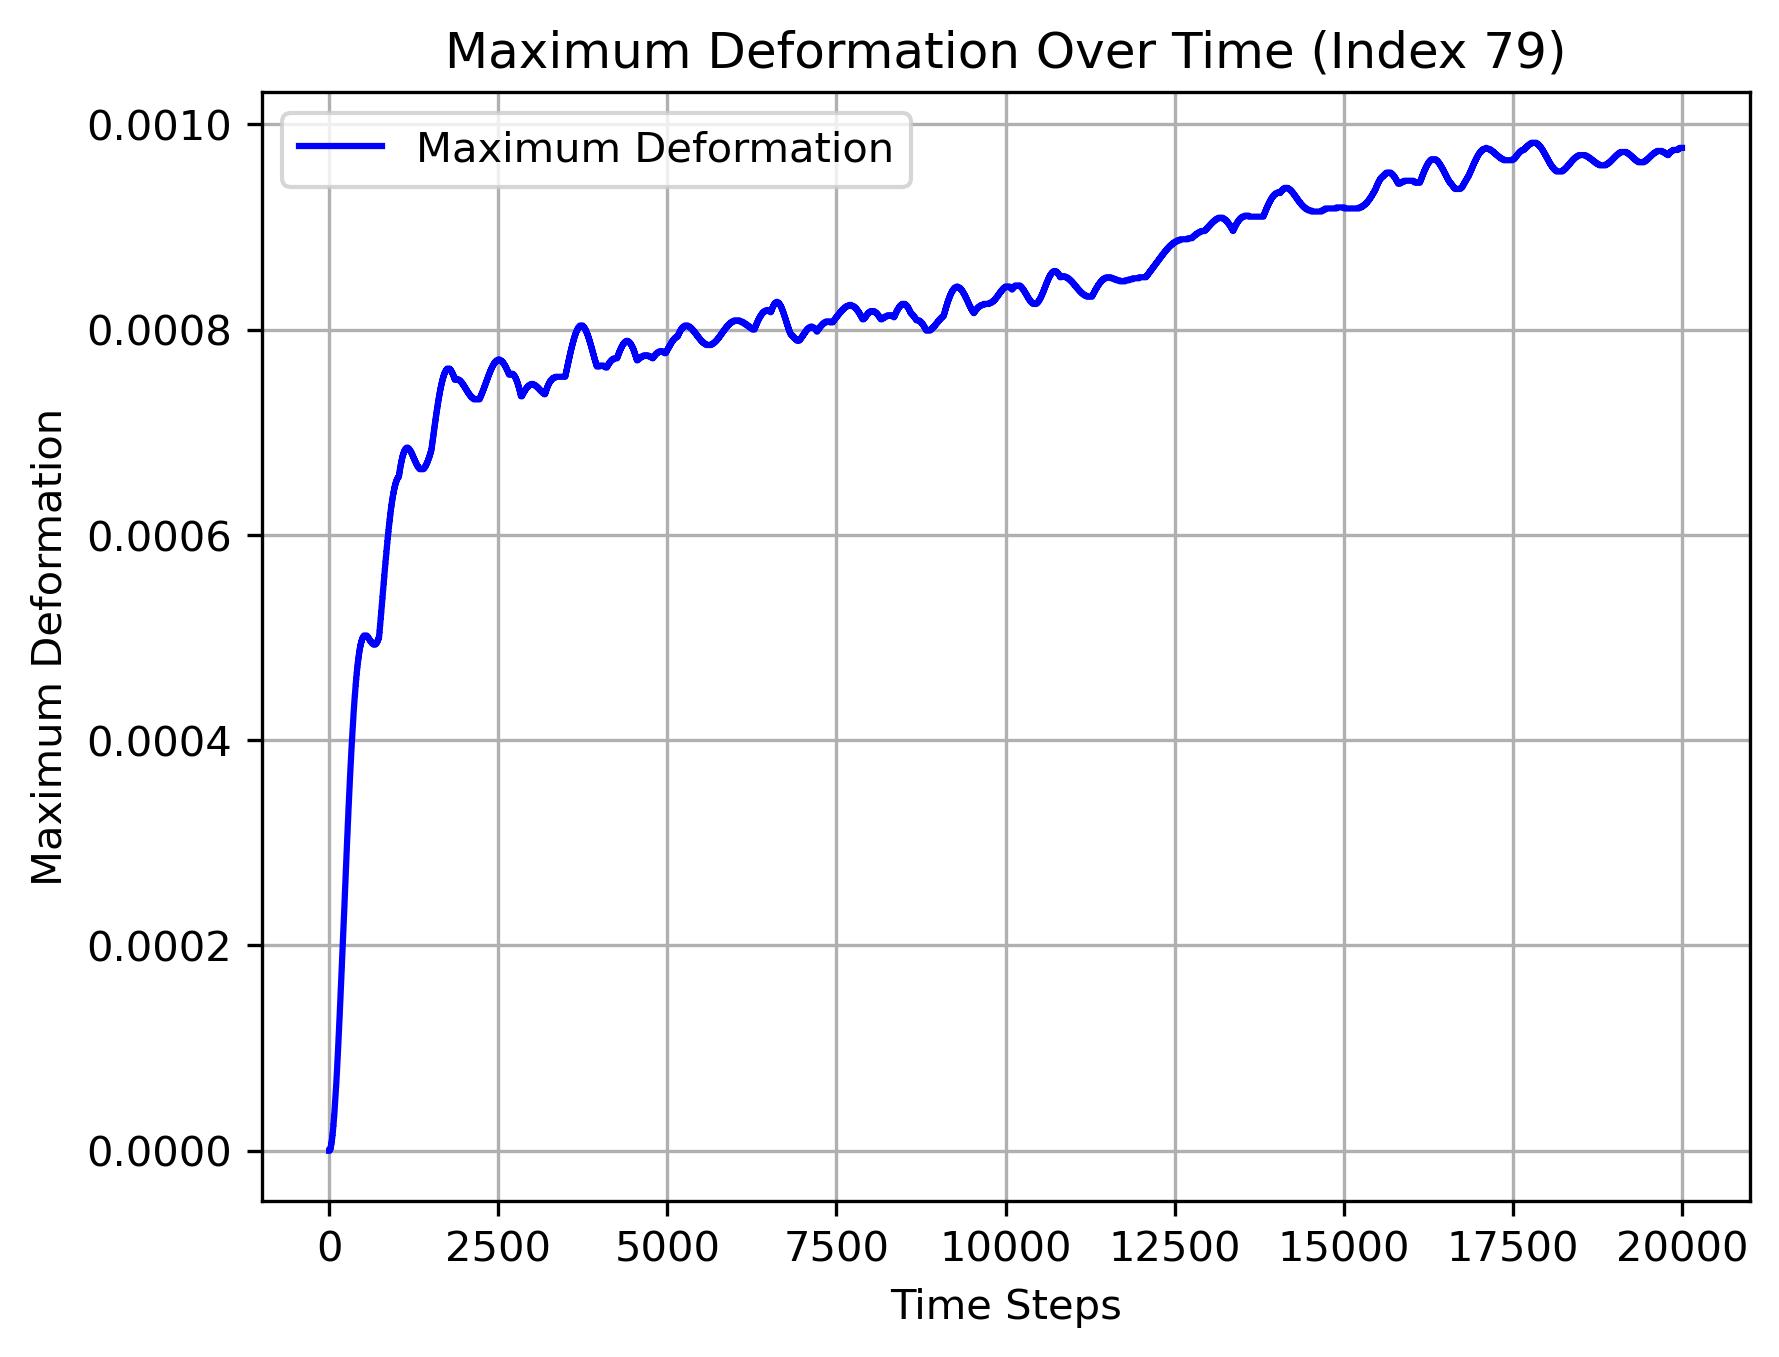 Maximum Deformation Over Time (Index 79)
Maximum Deformation
0.0010
0.0008
0.0006
0.0004
0.0002
0.0000
Maximum Deformation
0 2500 5000 7500 10000 12500 15000 17500 20000
Time Steps